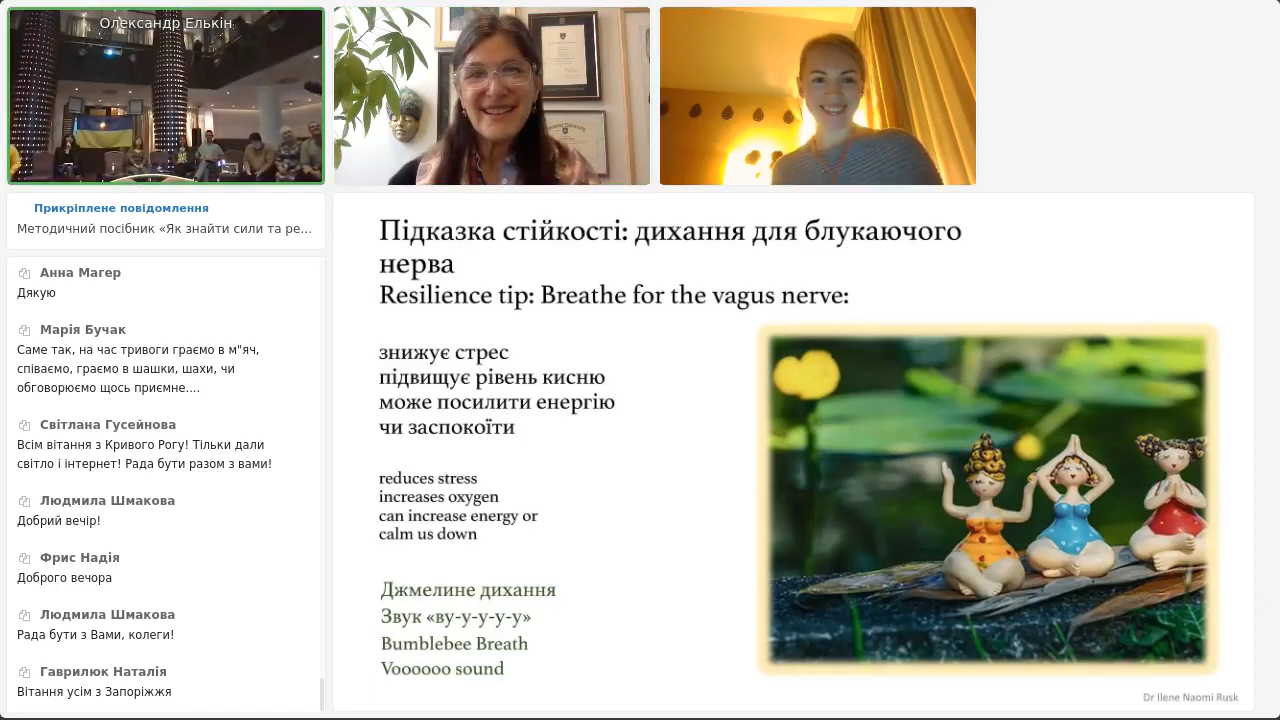 Олександр Елькін
Прикріплене повідомлення
Методичний посібник «Як знайти сили та ре...
Анна Магер
Дякую
Марія Бучак
Саме так, на час тривоги граємо в м"яч,
співаємо, граємо в шашки, шахи, чи
обговорюємо щось приємне....
Світлана Гусейнова
Всім вітання з Кривого Рогу! Тільки дали
світло і інтернет! Рада бути разом з вами!
Людмила Шмакова
Добрий вечір!
Фрис Надія
Доброго вечора
Людмила Шмакова
Рада бути з Вами, колеги!
Гаврилюк Наталія
Вітання усім з Запоріжжя
Підказка стійкості: дихання для блукаючого
нерва
Resilience tip: Breathe for the vagus nerve:
знижує стрес
підвищує рівень кисню
може посилити енергію
чи заспокоїти
reduces stress
increases oxygen
can increase energy or
calm us down
Джмелине дихання
Звук «ву-у-у-у-у»
Bumblebee Breath
Voooooo sound
Dr Ilene Naomi Rusk